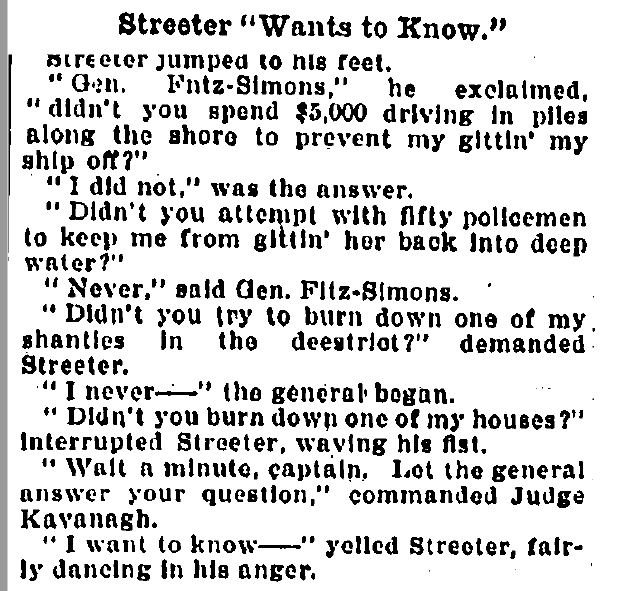 Streeter "Wants to Know."
Streeter jumped to his feet.
"Gen. Fntz-Simons," he exclaimed,
"didn't you spend $5,000 driving in piles
along the shore to prevent my gittin' my
ship off?"
"I did not," was the answer.
"Didn't you attempt with fifty policemen
to keep me from gittin' her back into deep
water?"
"Never," said Gen. Fitz-Simons.
"Didn't you try to burn down one of my
shanties in the deestrict?" demanded
Streeter.
"I never——" the general began.
"Didn't you burn down one of my houses?"
interrupted Streeter, waving his fist.
"Wait a minute, captain. Let the general
answer your question," commanded Judge
Kavanagh.
"I want to know——" yelled Streeter, fair-
ly dancing in his anger.